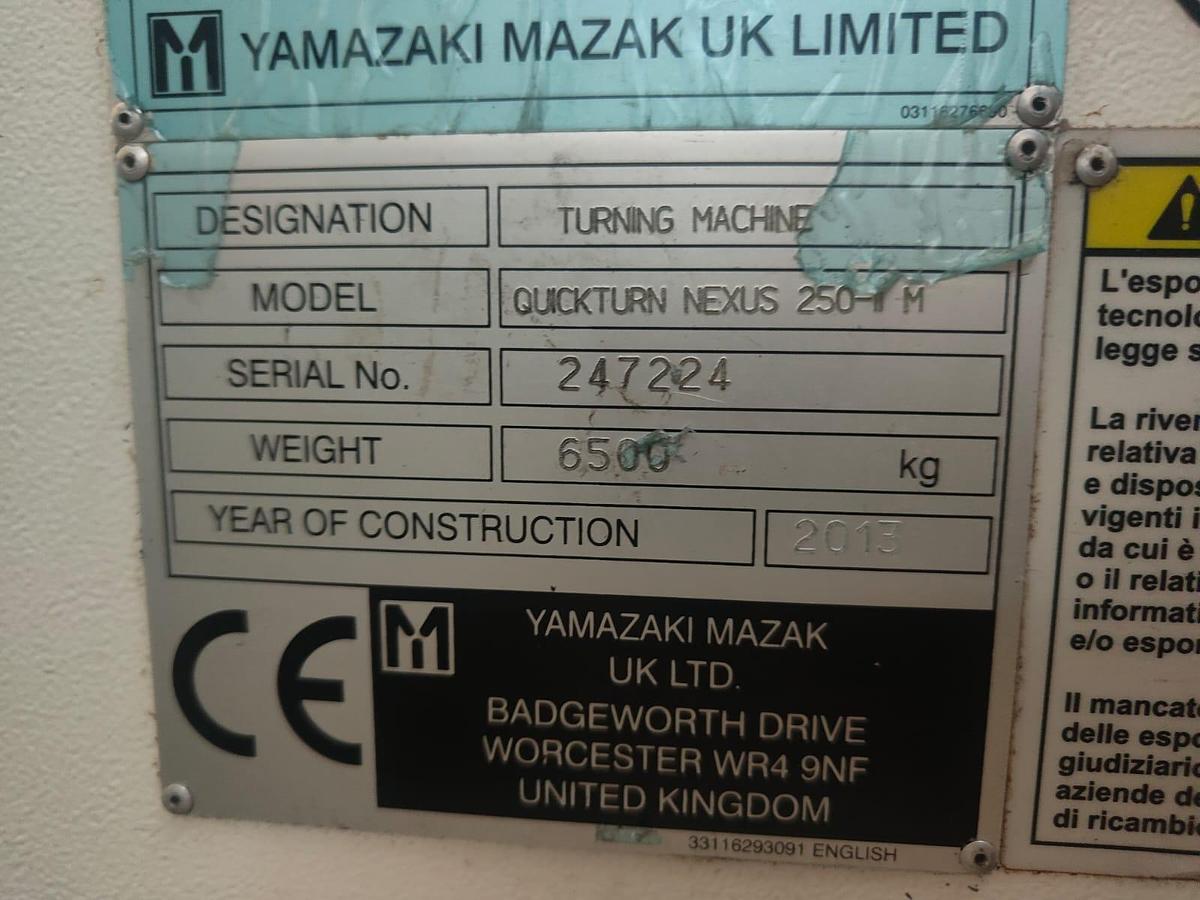 YAMAZAKI MAZAK UK LIMITED
DESIGNATION TURNING MACHINE
MODEL QUICKTURN NEXUS 250-II M
SERIAL No. 247224
WEIGHT 6500 kg
YEAR OF CONSTRUCTION 2013
CE
YAMAZAKI MAZAK
UK LTD.
BADGEWORTH DRIVE
WORCESTER WR4 9NF
UNITED KINGDOM
33116293091 ENGLISH
L'espo
tecnolo
legge s
La river
relativa
e dispos
vigenti i
da cui è
o il relati
informati
e/o espor
Il mancat
delle espo
giudiziario
aziende de
di ricambi